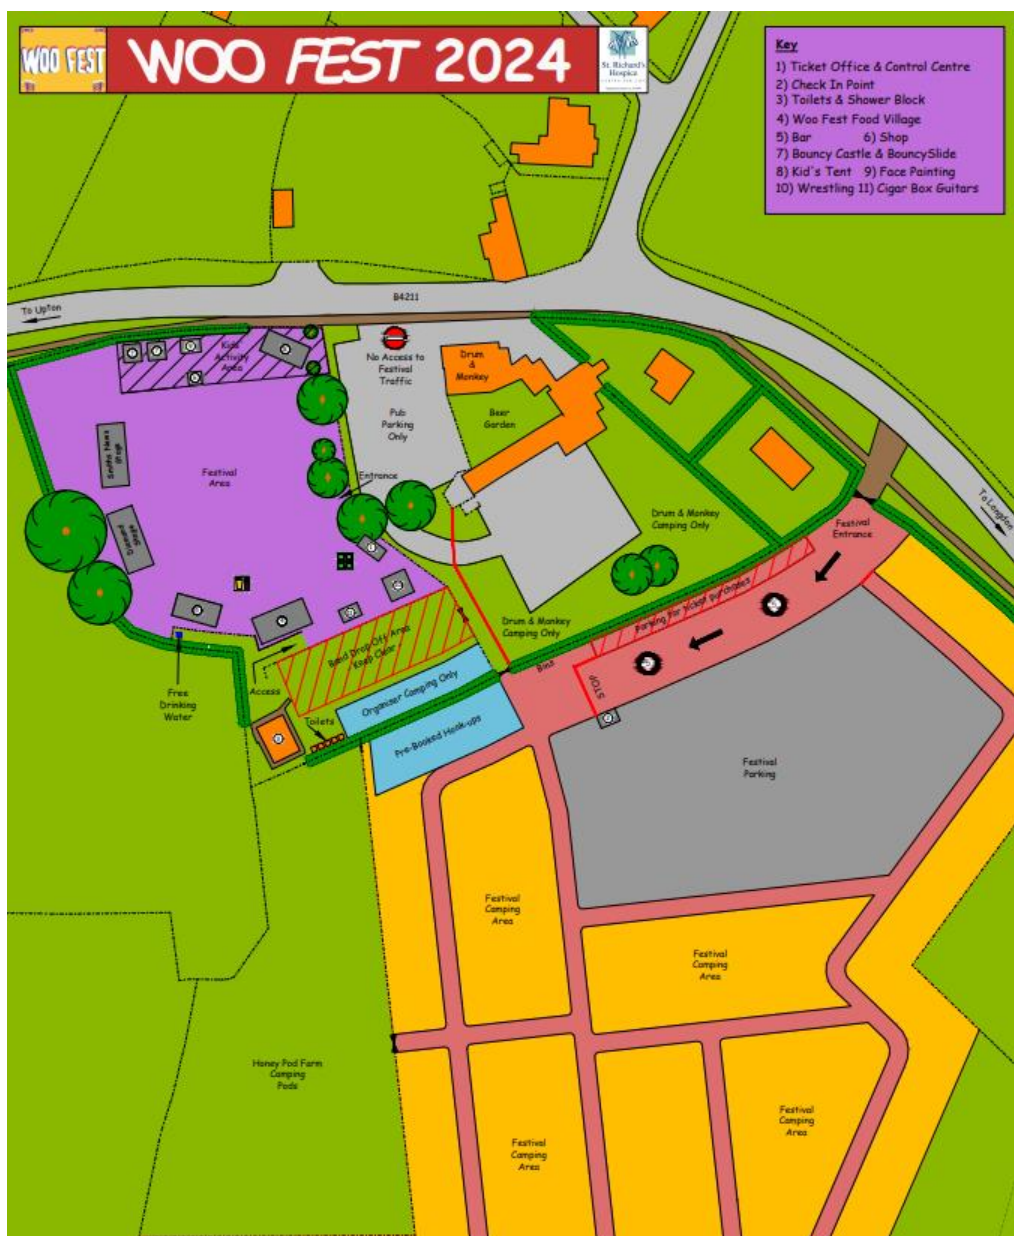 WOO FEST
WOO FEST 2024
St. Richard's
Hospice
Key
1) Ticket Office & Control Centre
2) Check In Point
3) Toilets & Shower Block
4) Woo Fest Food Village
5) Bar 6) Shop
7) Bouncy Castle & BouncySlide
8) Kid's Tent 9) Face Painting
10) Wrestling 11) Cigar Box Guitars
B4211
To Upton
Kids'
Activity
Area
No Access to
Festival
Traffic
Drum
&
Monkey
Pub
Parking
Only
Beer
Garden
Smiths News
Stage
Festival
Area
Entrance
To Longdon
Drum & Monkey
Camping Only
Festival
Entrance
Stage
Parking For Ticket Purchases
Drum & Monkey
Camping Only
Band Drop Off Area
Keep Clear
Bins
STOP
Access
Organiser Camping Only
Free
Drinking
Water
Toilets
Pre-Booked Hook-ups
Festival
Parking
Festival
Camping
Area
Festival
Camping
Area
Honey Pod Farm
Camping
Pods
Festival
Camping
Area
Festival
Camping
Area